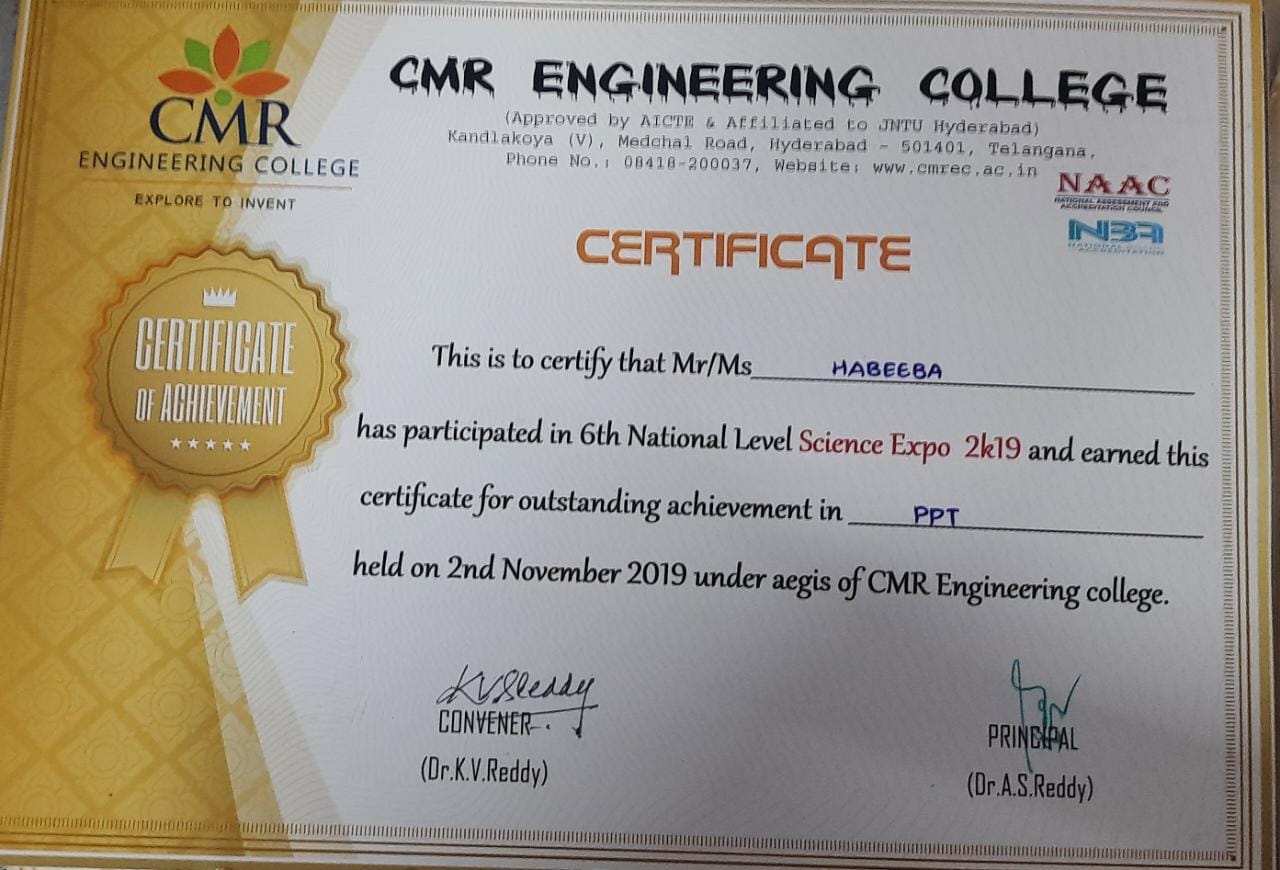 CMR
ENGINEERING COLLEGE
EXPLORE TO INVENT
CMR ENGINEERING COLLEGE
(Approved by AICTE & Affiliated to JNTU Hyderabad)
Kandlakoya (V), Medchal Road, Hyderabad - 501401, Telangana.
Phone No.: 08418-200037, Website: www.cmrec.ac.in
NAAC
NATIONAL ASSESSMENT AND
ACCREDITATION COUNCIL
NBA
ACCREDITATION
CERTIFICATE
CERTIFICATE
OF ACHIEVEMENT
This is to certify that Mr/Ms HABEEBA
has participated in 6th National Level Science Expo 2k19 and earned this
certificate for outstanding achievement in PPT
held on 2nd November 2019 under aegis of CMR Engineering college.
KVSReddy
CONVENER
(Dr.K.V.Reddy)
PRINCIPAL
(Dr.A.S.Reddy)